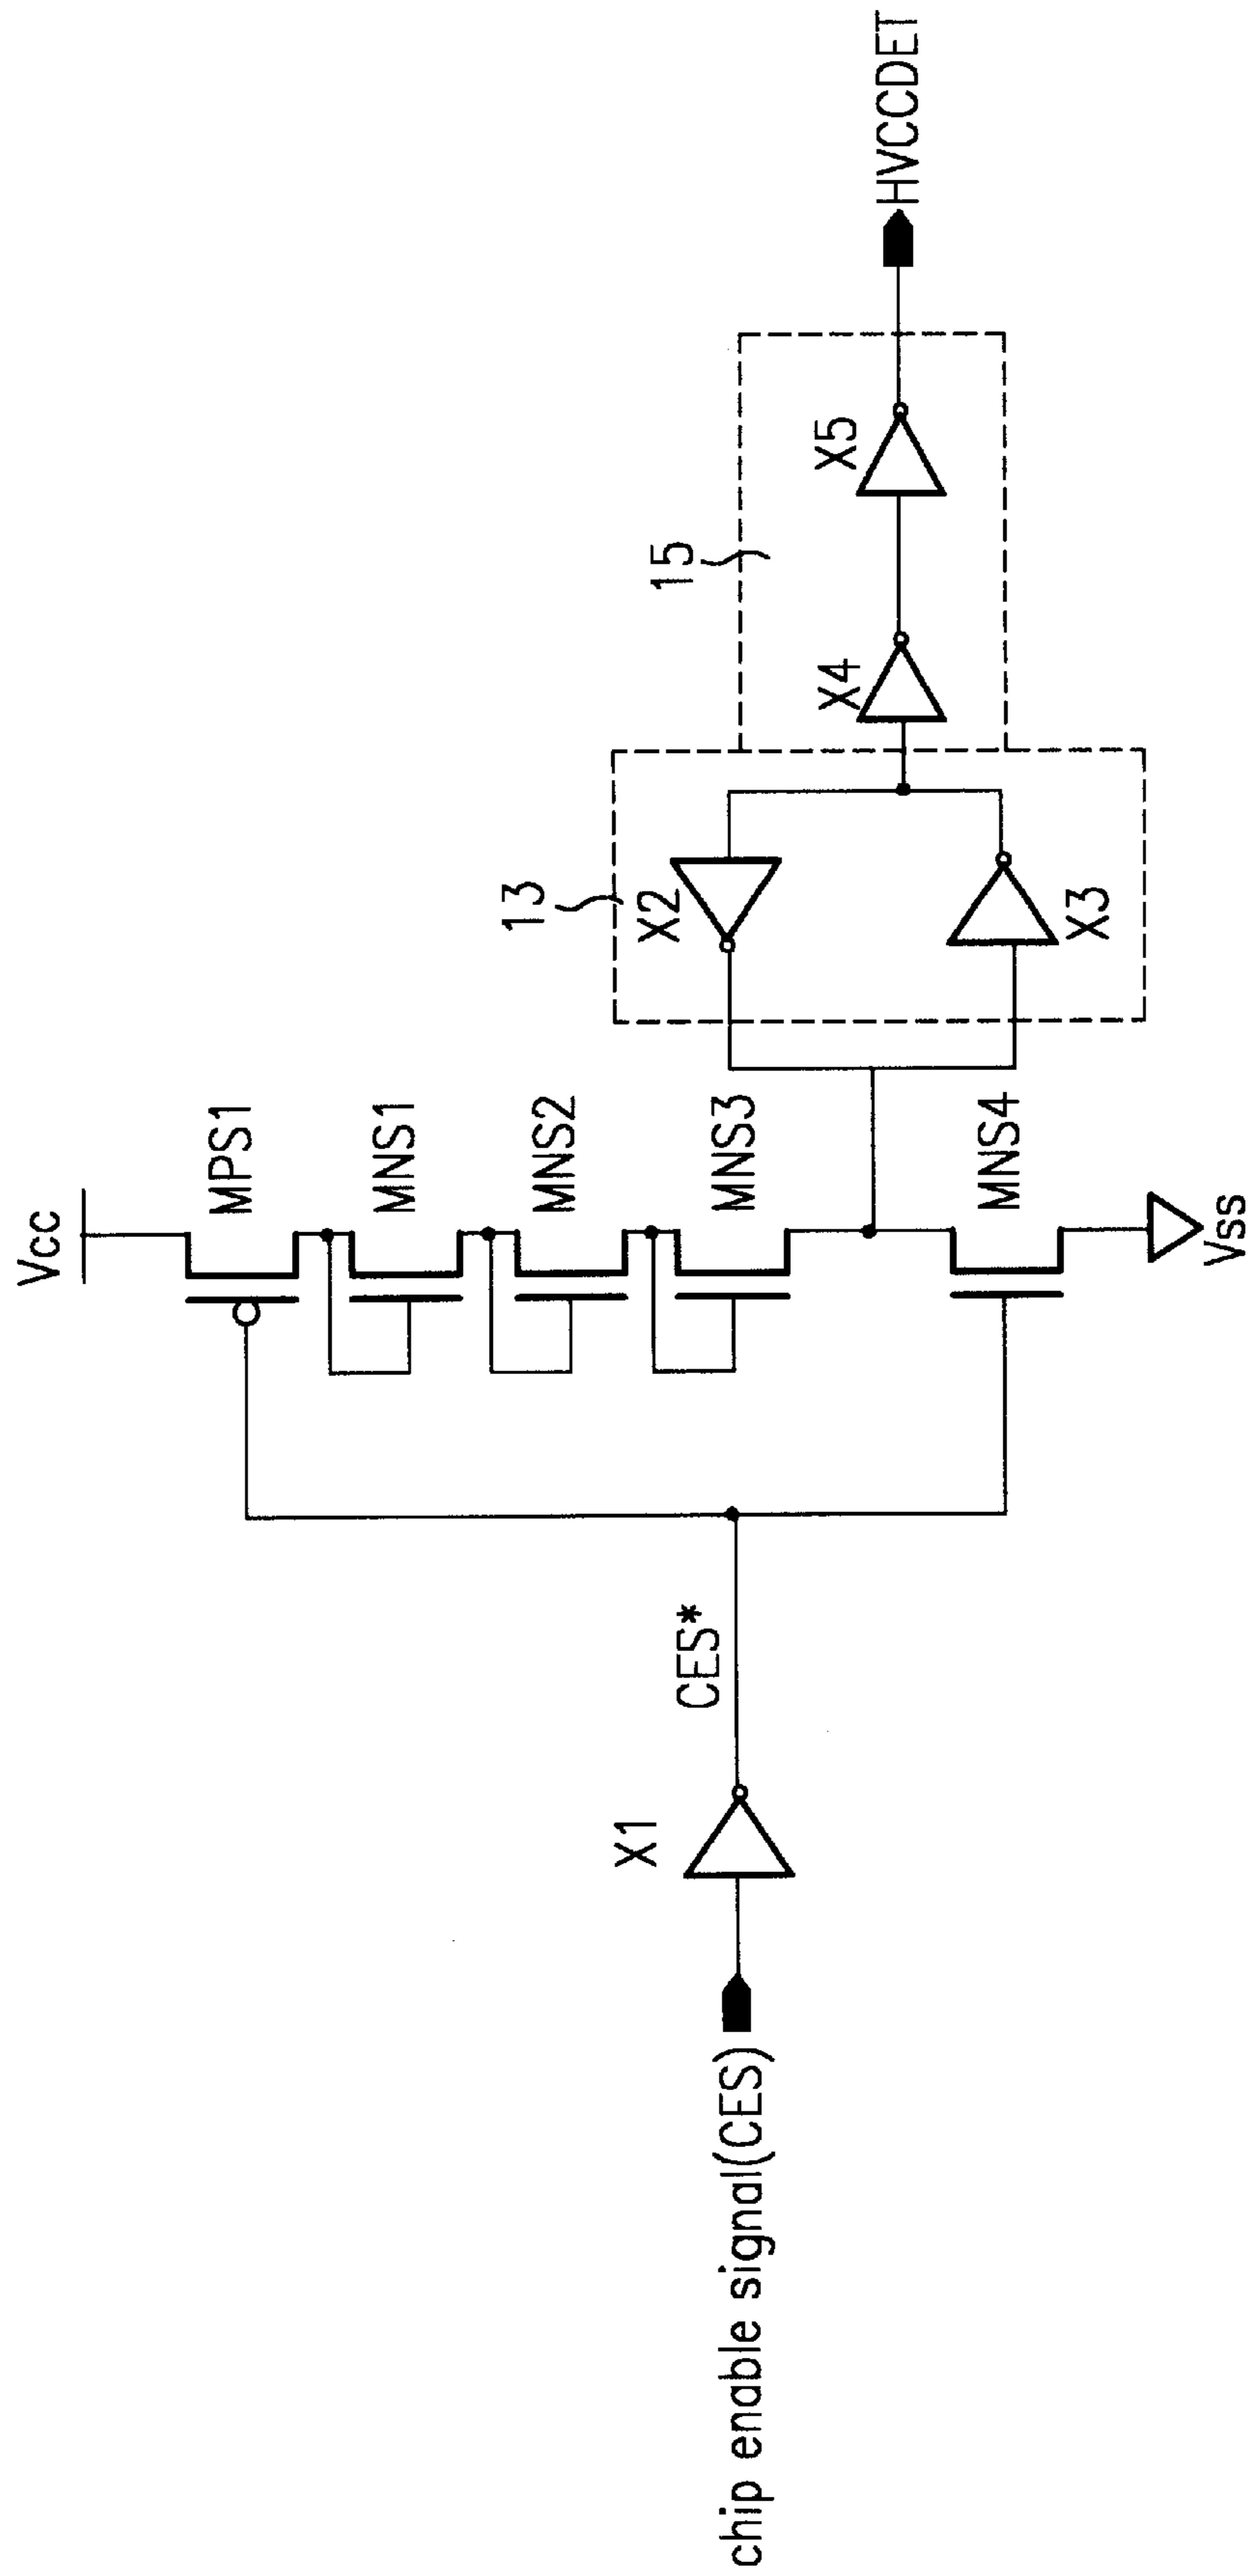 Vcc
MPS1
MNS1
MNS2
MNS3
MNS4
Vss
chip enable signal(CES)
X1
CES*
13
X2
X3
15
X4
X5
HVCCDET